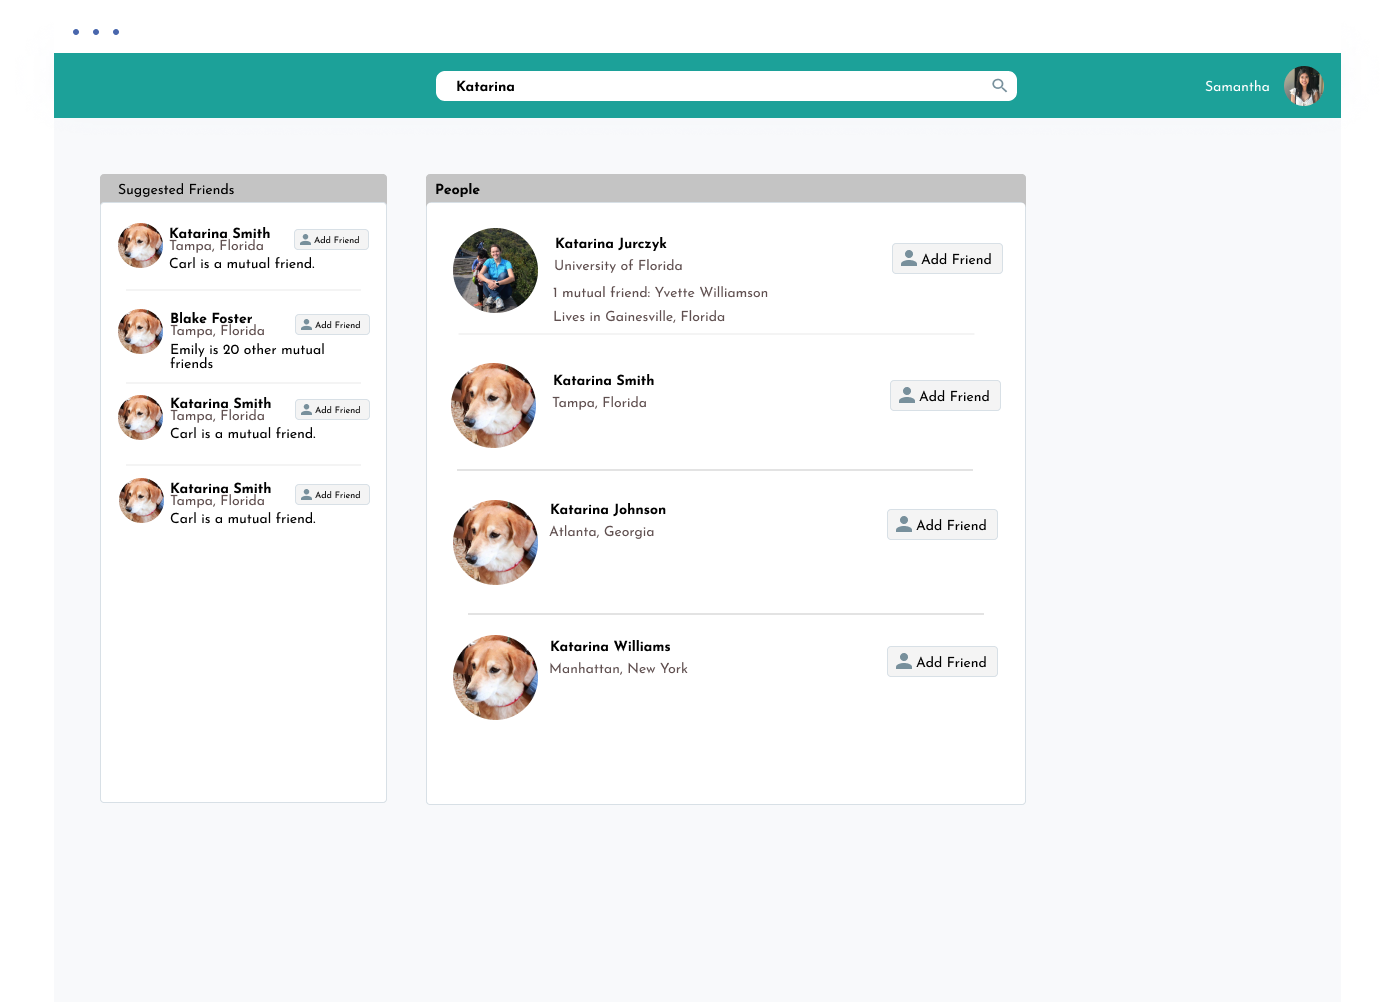 Katarina
Samantha
Suggested Friends
Katarina Smith
Tampa, Florida
Add Friend
Carl is a mutual friend.
Blake Foster
Tampa, Florida
Add Friend
Emily is 20 other mutual
friends
Katarina Smith
Tampa, Florida
Add Friend
Carl is a mutual friend.
Katarina Smith
Tampa, Florida
Add Friend
Carl is a mutual friend.
People
Katarina Jurczyk
University of Florida
Add Friend
1 mutual friend: Yvette Williamson
Lives in Gainesville, Florida
Katarina Smith
Tampa, Florida
Add Friend
Katarina Johnson
Atlanta, Georgia
Add Friend
Katarina Williams
Manhattan, New York
Add Friend